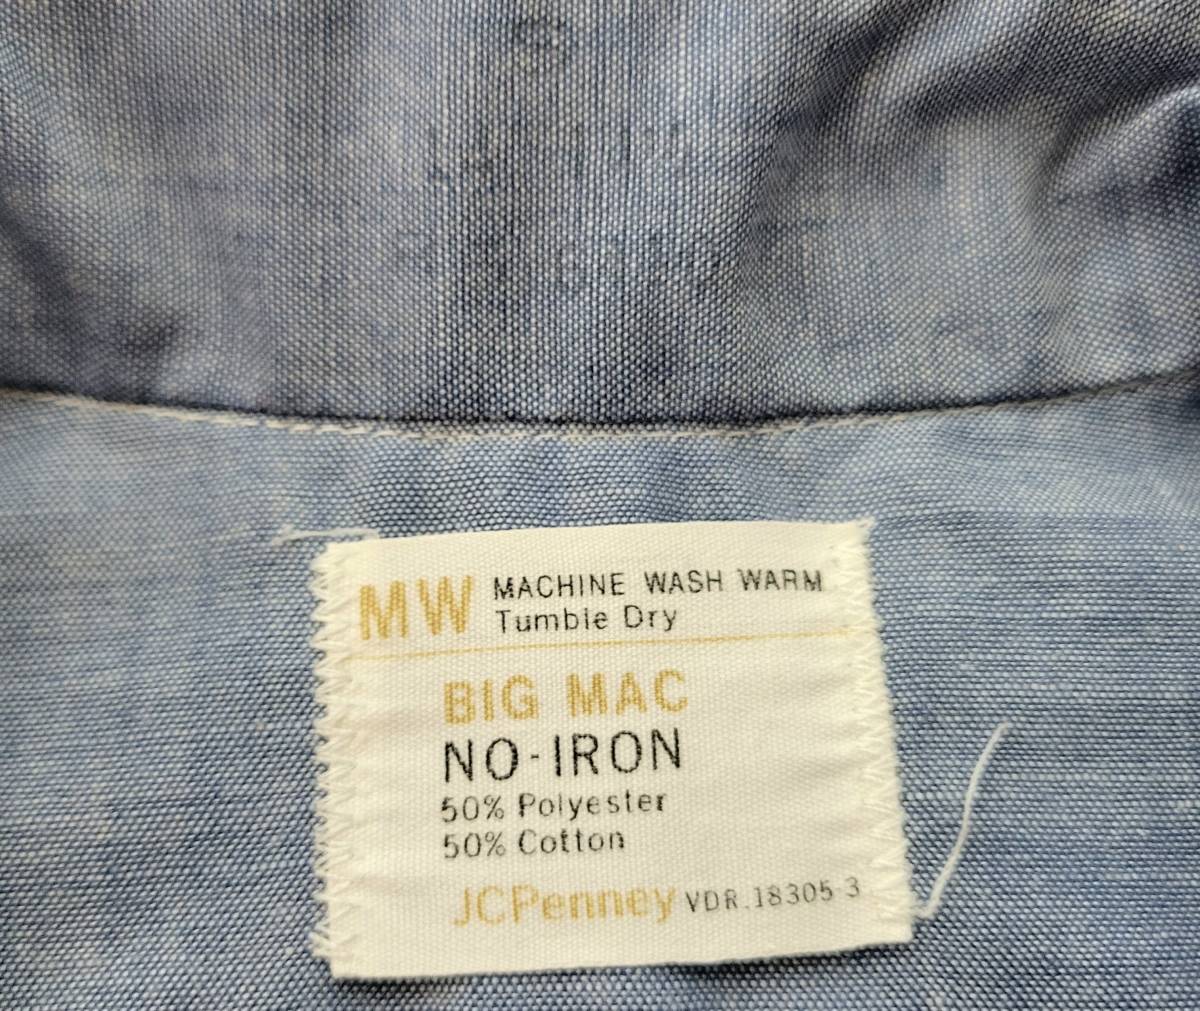 MW MACHINE WASH WARM
Tumble Dry
BIG MAC
NO-IRON
50% Polyester
50% Cotton
JCPenney VDR.18305-3